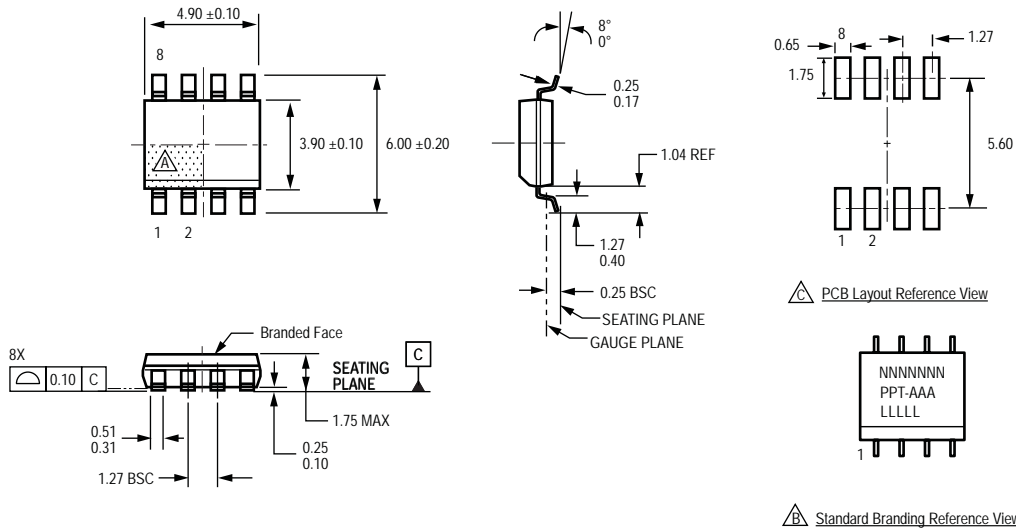 4.90 ±0.10
8
A
3.90 ±0.10
6.00 ±0.20
1 2
8°
0°
0.25
0.17
1.04 REF
1.27
0.40
0.25 BSC
SEATING PLANE
GAUGE PLANE
0.65
8
1.27
1.75
5.60
1 2
C PCB Layout Reference View
8X
0.10 C
Branded Face
SEATING
PLANE
C
1.75 MAX
0.51
0.31
0.25
0.10
1.27 BSC
NNNNNNN
PPT-AAA
LLLLL
1
B Standard Branding Reference View